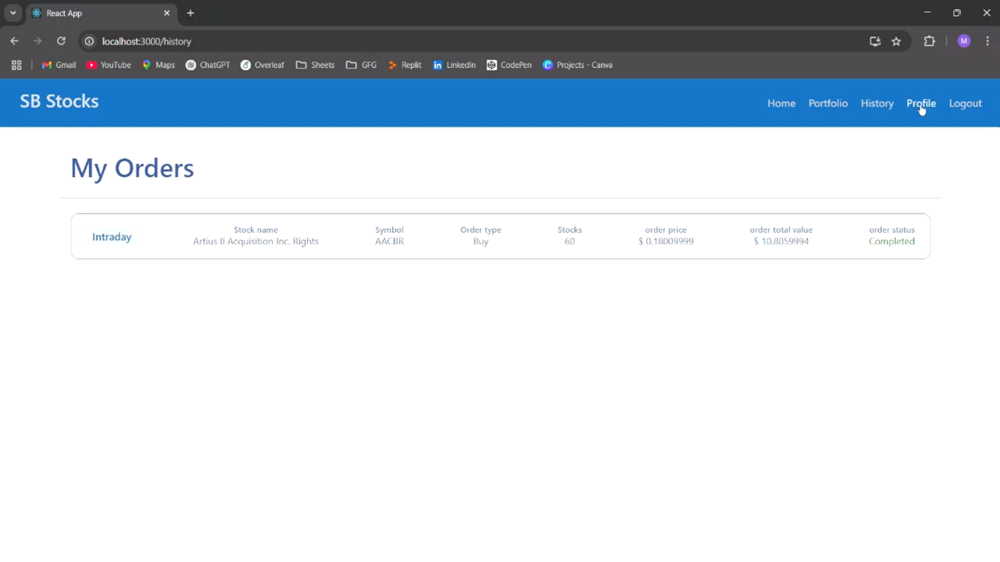 React App
localhost:3000/history
M
Gmail YouTube Maps ChatGPT Overleaf Sheets GFG Replit LinkedIn CodePen Projects - Canva
SB Stocks
Home Portfolio History Profile Logout
My Orders
Intraday
Stock name Symbol Order type Stocks order price order total value order status
Artius II Acquisition Inc. Rights AACBR Buy 60 $ 0.18009999 $ 10.8059994 Completed